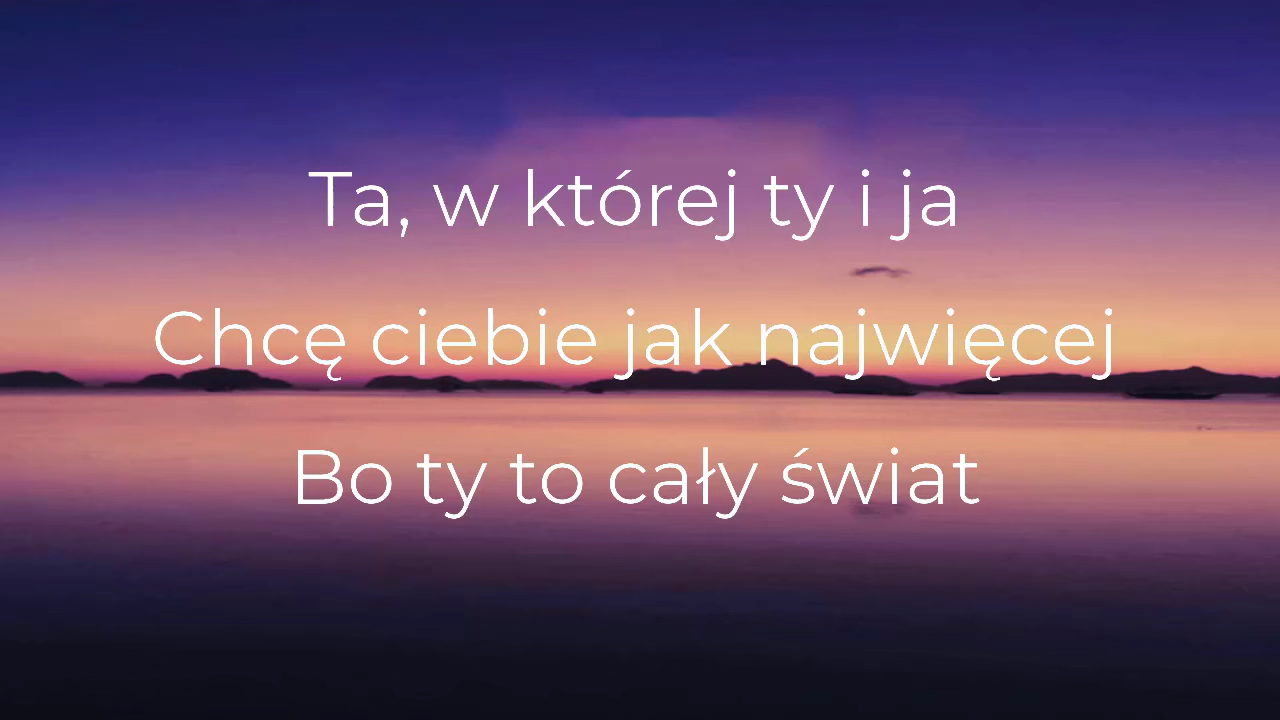 Ta, w której ty i ja
Chcę ciebie jak najwięcej
Bo ty to cały świat